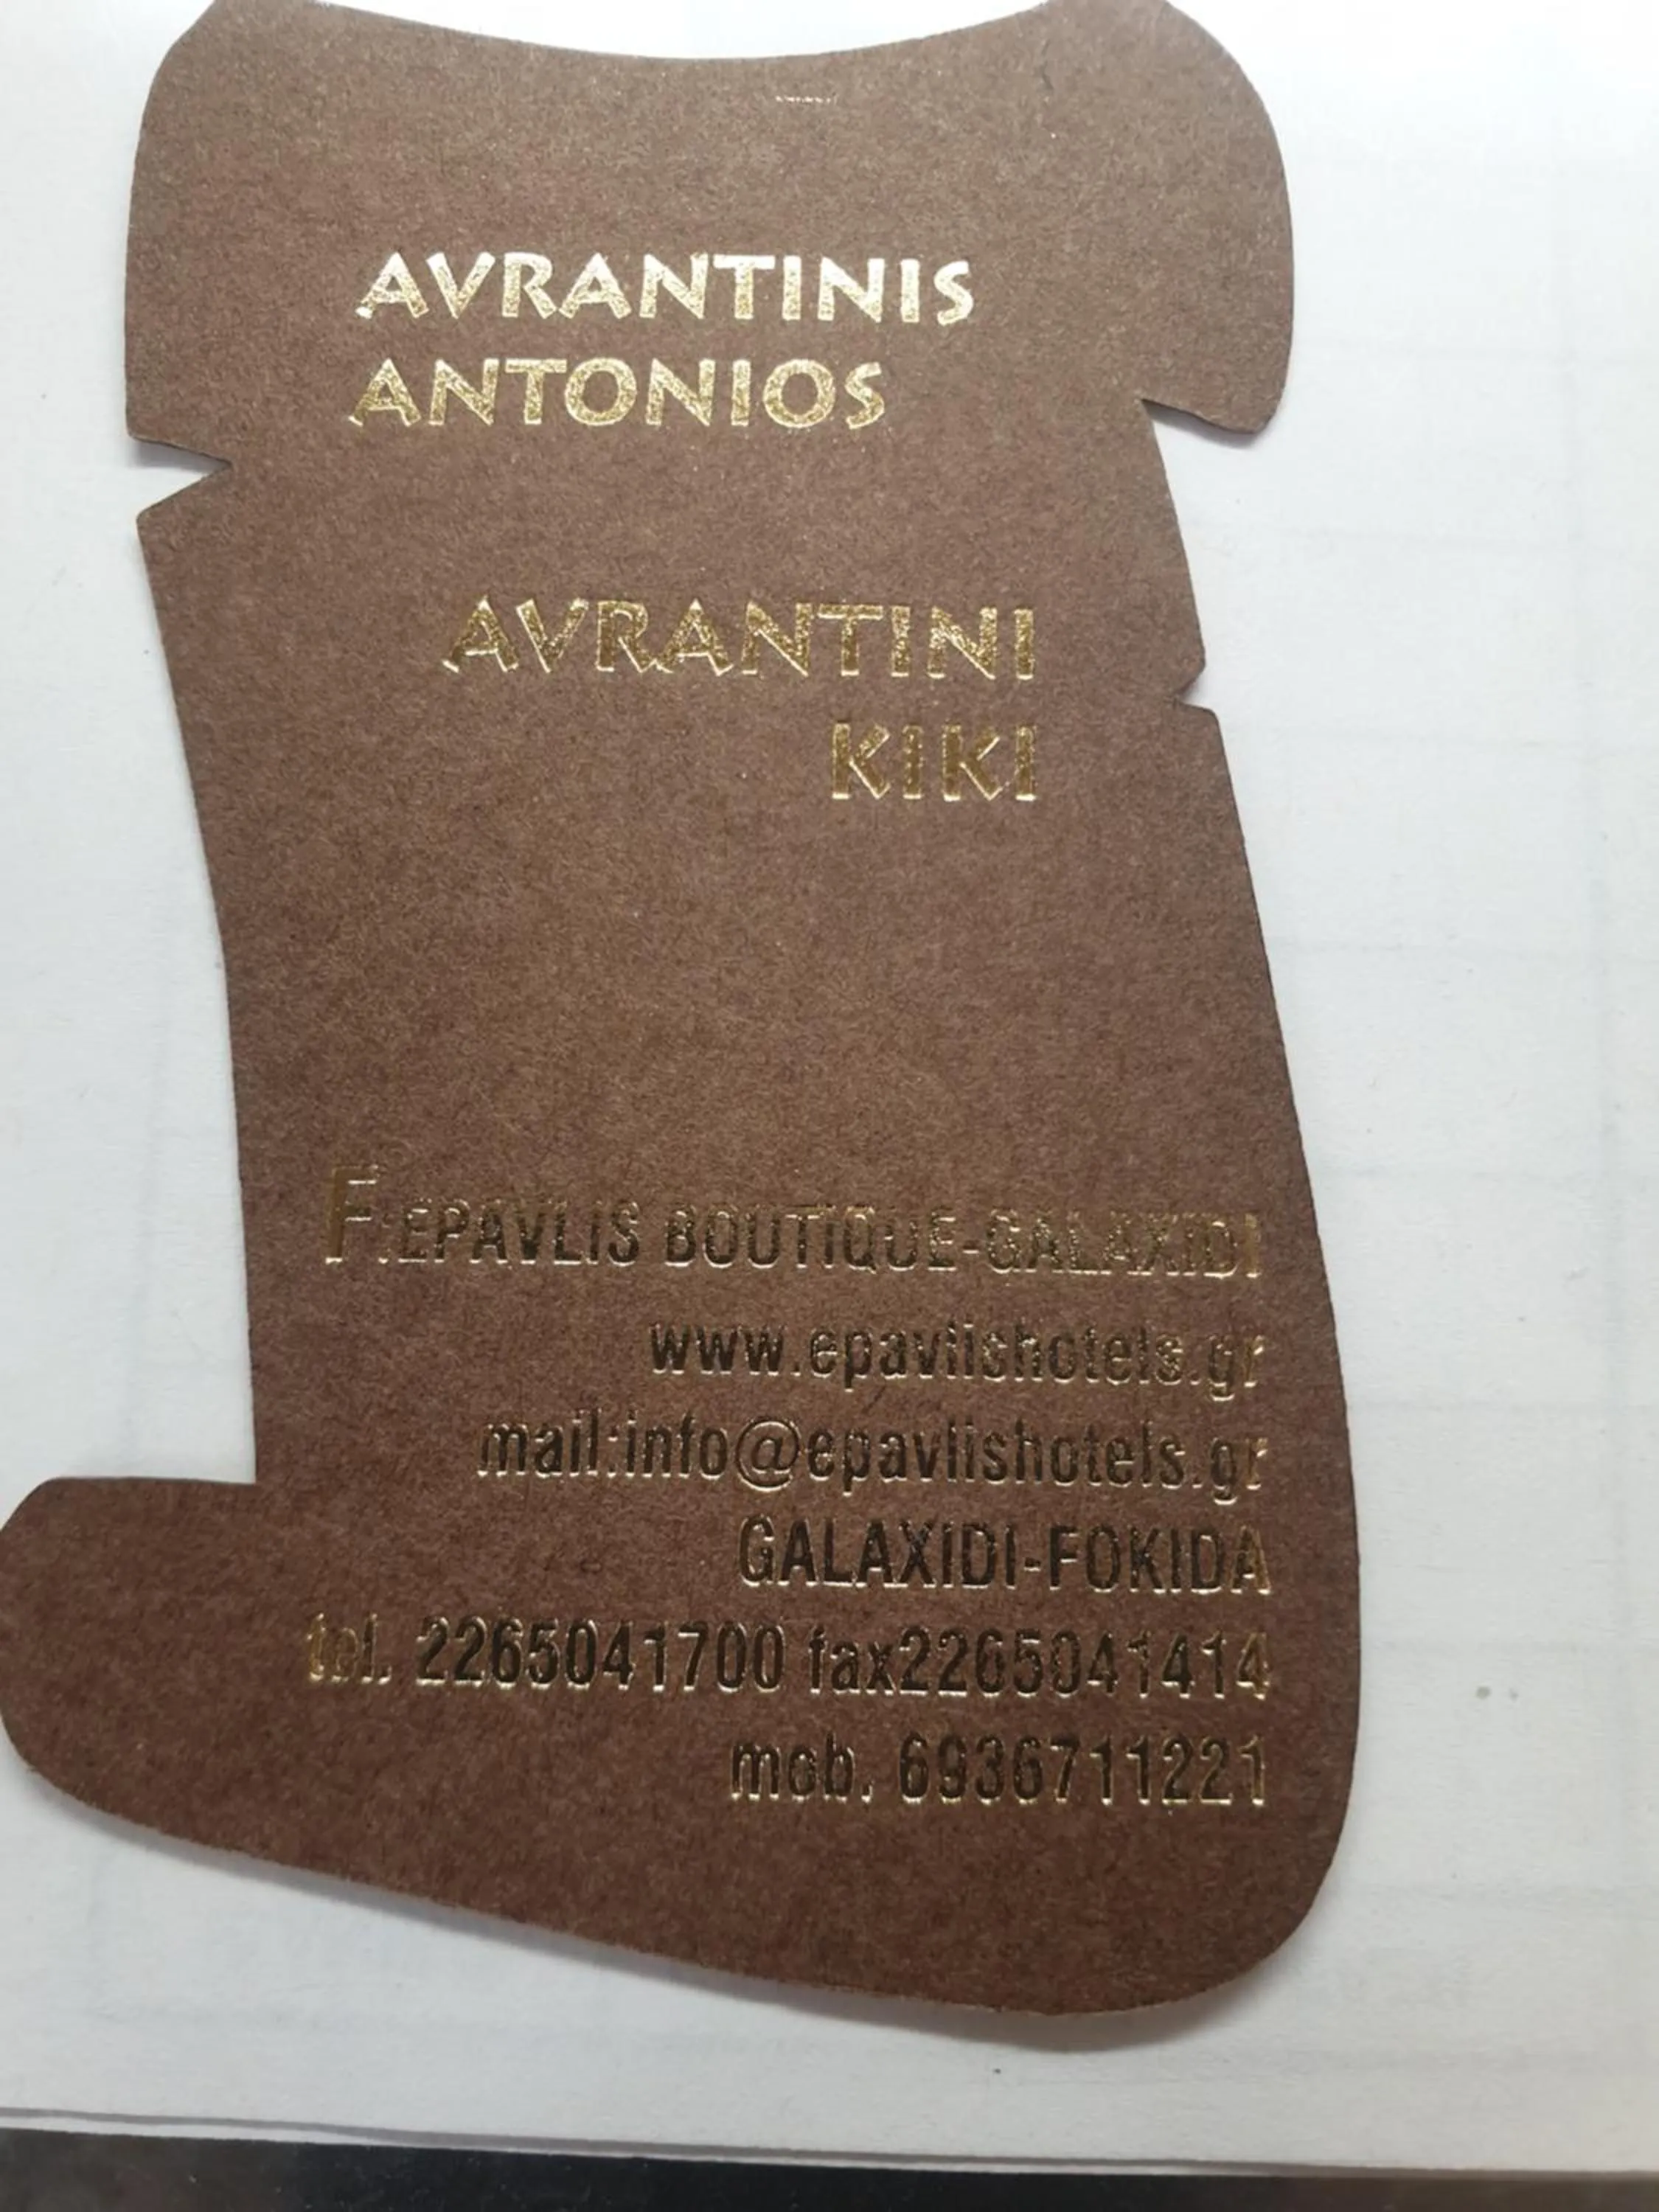 AVRANTINIS
ANTONIOS
AVRANTINI
KIKI
F:EPAVLIS BOUTIQUE-GALAXIDI
www.epavlishotels.gr
mail:info@epavlishotels.gr
GALAXIDI-FOKIDA
tel. 2265041700 fax2265041414
mob. 6936711221